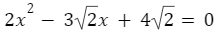 2x² − 3√2x + 4√2 = 0